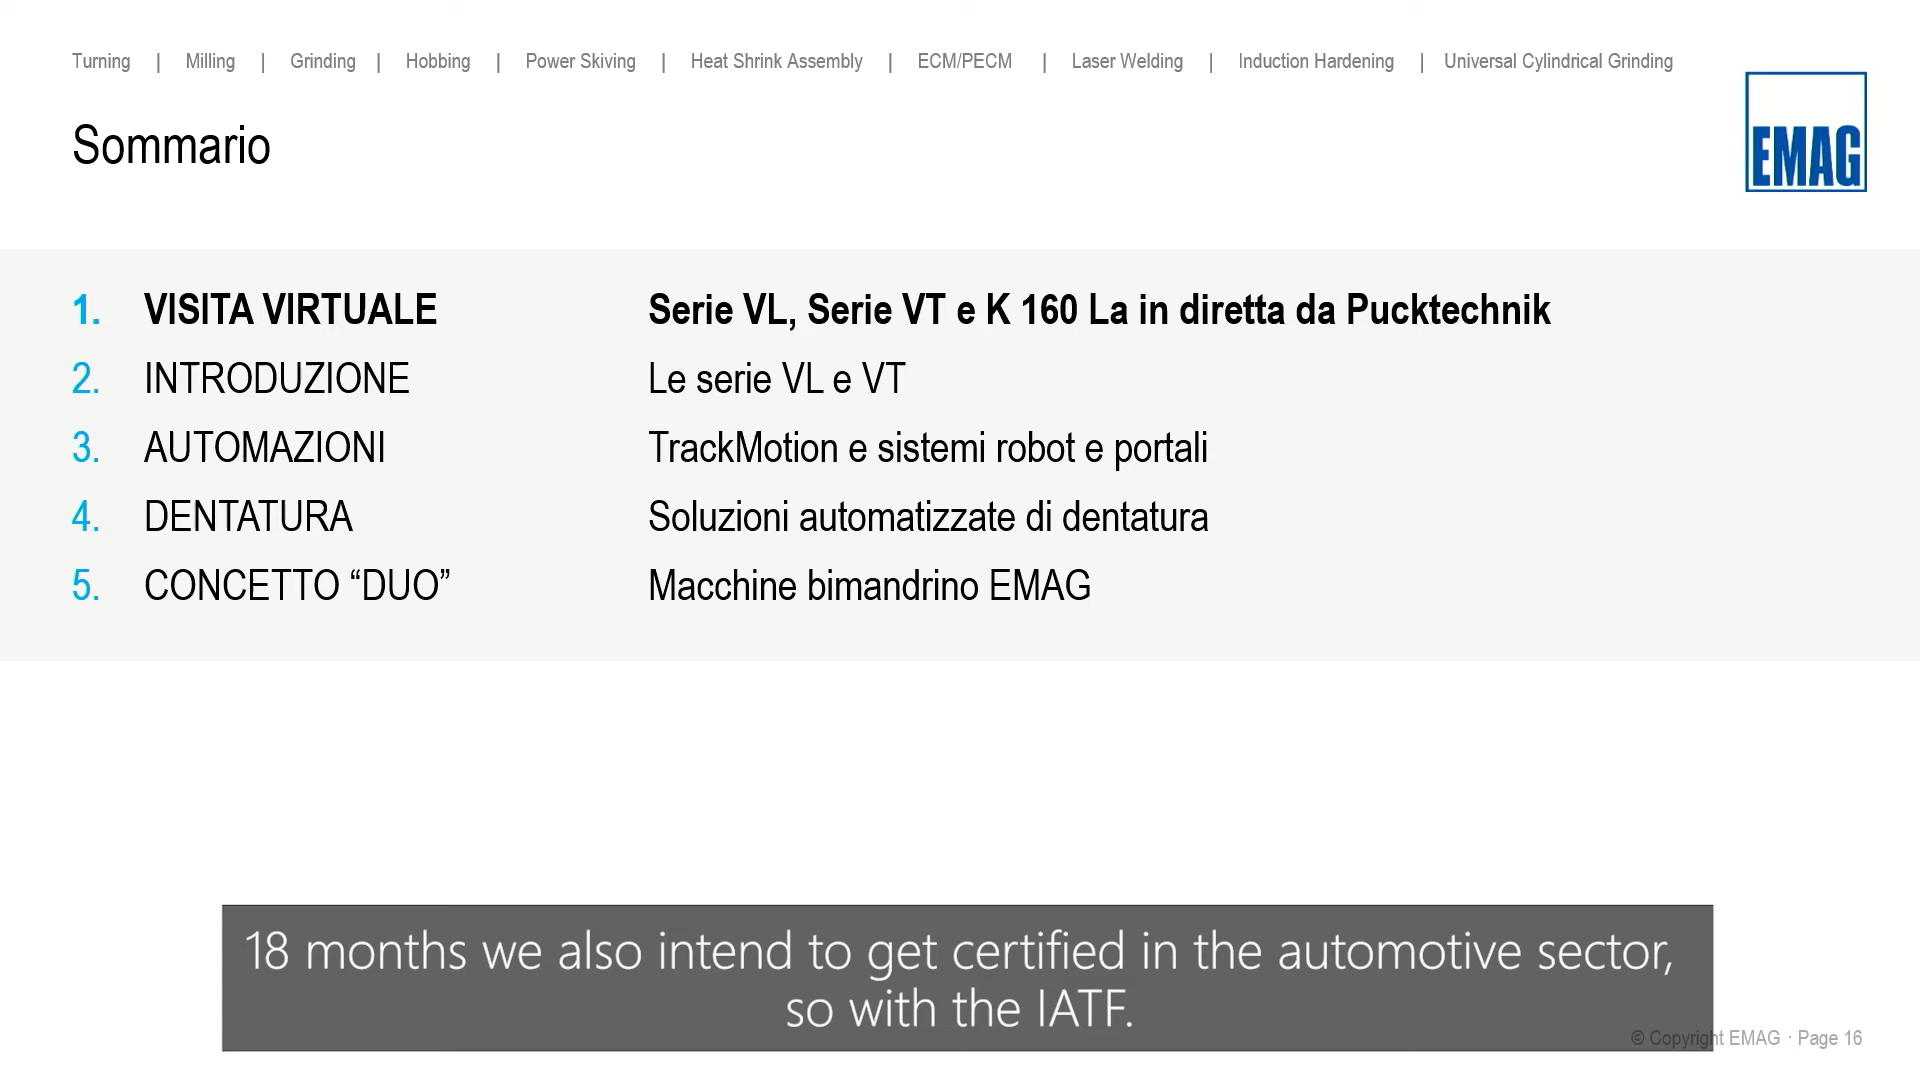 Turning | Milling | Grinding | Hobbing | Power Skiving | Heat Shrink Assembly | ECM/PECM | Laser Welding | Induction Hardening | Universal Cylindrical Grinding
EMAG
Sommario
1. VISITA VIRTUALE Serie VL, Serie VT e K 160 La in diretta da Pucktechnik
2. INTRODUZIONE Le serie VL e VT
3. AUTOMAZIONI TrackMotion e sistemi robot e portali
4. DENTATURA Soluzioni automatizzate di dentatura
5. CONCETTO “DUO” Macchine bimandrino EMAG
18 months we also intend to get certified in the automotive sector,
so with the IATF.
© Copyright EMAG · Page 16